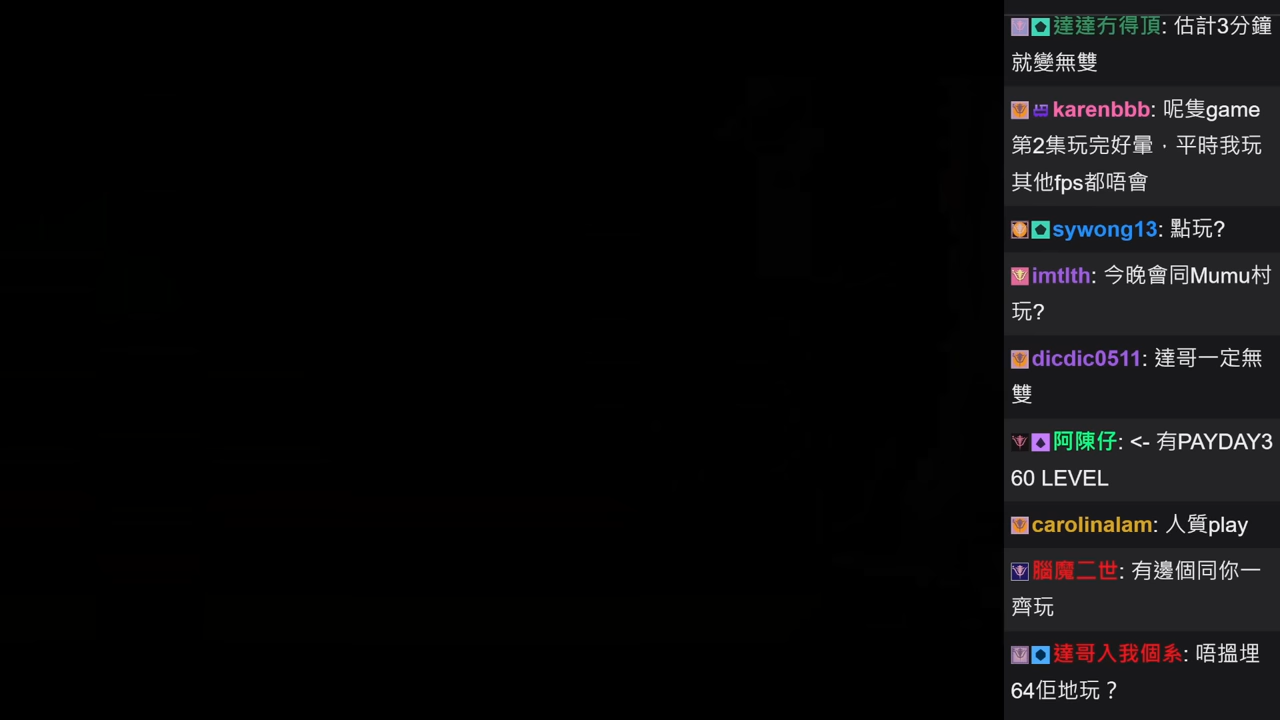 達達冇得頂: 估計3分鐘
就變無雙
karenbbb: 呢隻game
第2集玩完好暈，平時我玩
其他fps都唔會
sywong13: 點玩?
imtlth: 今晚會同Mumu村
玩?
dicdic0511: 達哥一定無
雙
阿陳仔: <- 有PAYDAY3
60 LEVEL
carolinalam: 人質play
腦魔二世: 有邊個同你一
齊玩
達哥入我個系: 唔搵埋
64佢地玩？